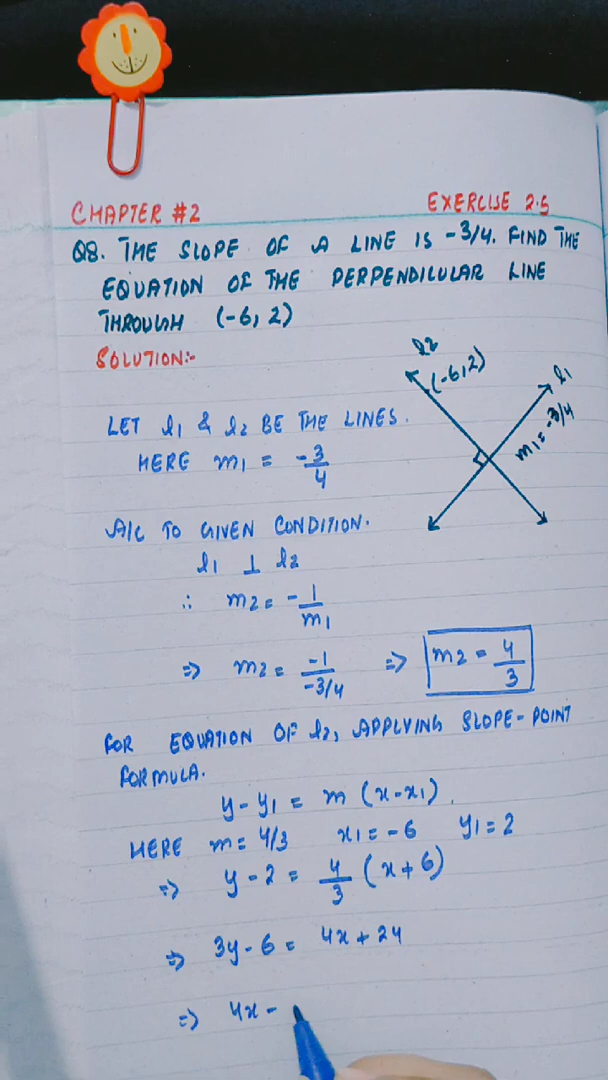 CHAPTER #2 EXERCISE 2.5
Q8. THE SLOPE OF A LINE IS -3/4. FIND THE
EQUATION OF THE PERPENDICULAR LINE
THROUGH (-6, 2)
SOLUTION:-
l2
(-6,2)
l1
m1=-3/4
LET l1 & l2 BE THE LINES.
HERE m1 = -3/4
A/C TO GIVEN CONDITION.
l1 ⊥ l2
∴ m2 = -1/m1
=> m2 = -1/-3/4 => m2 = 4/3
FOR EQUATION OF l2, APPLYING SLOPE-POINT
FORMULA.
y-y1 = m (x-x1).
HERE m = 4/3 x1 = -6 y1 = 2
=> y-2 = 4/3 (x+6)
=> 3y-6 = 4x+24
=> 4x-